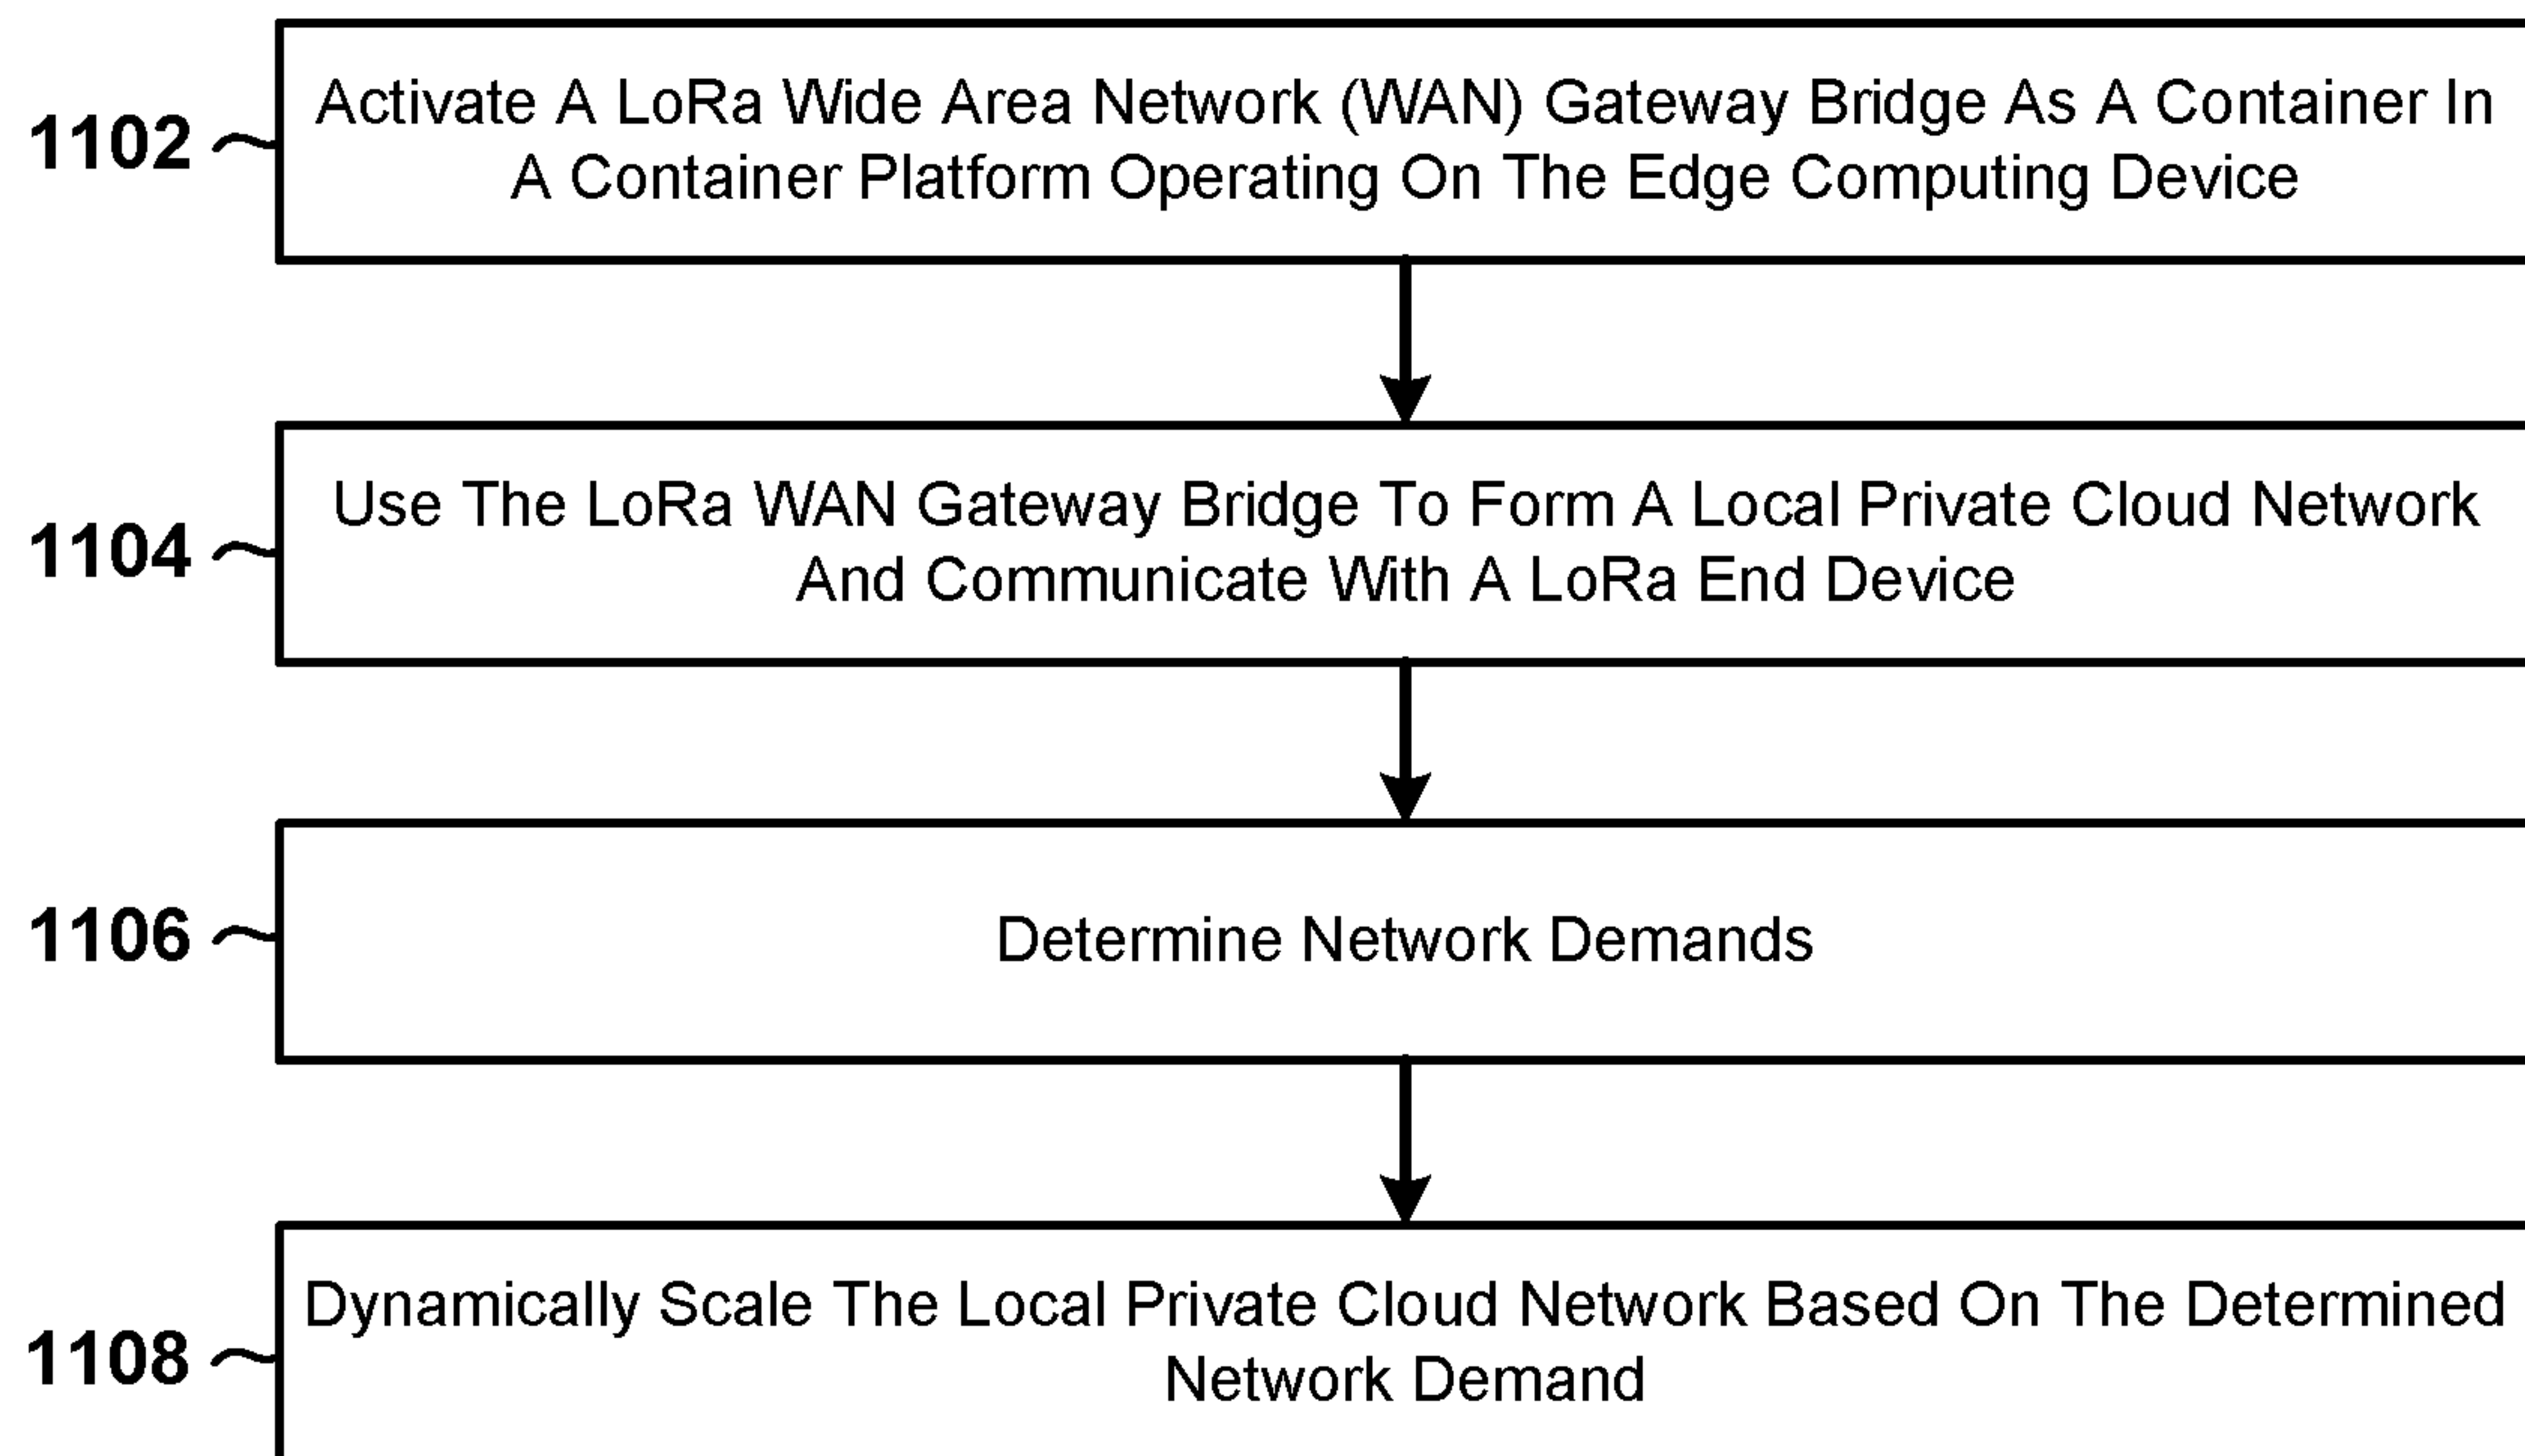 Activate A LoRa Wide Area Network (WAN) Gateway Bridge As A Container In
1102
A Container Platform Operating On The Edge Computing Device
Use The LoRa WAN Gateway Bridge To Form A Local Private Cloud Network
1104
And Communicate With A LoRa End Device
1106
Determine Network Demands
Dynamically Scale The Local Private Cloud Network Based On The Determined
1108
Network Demand